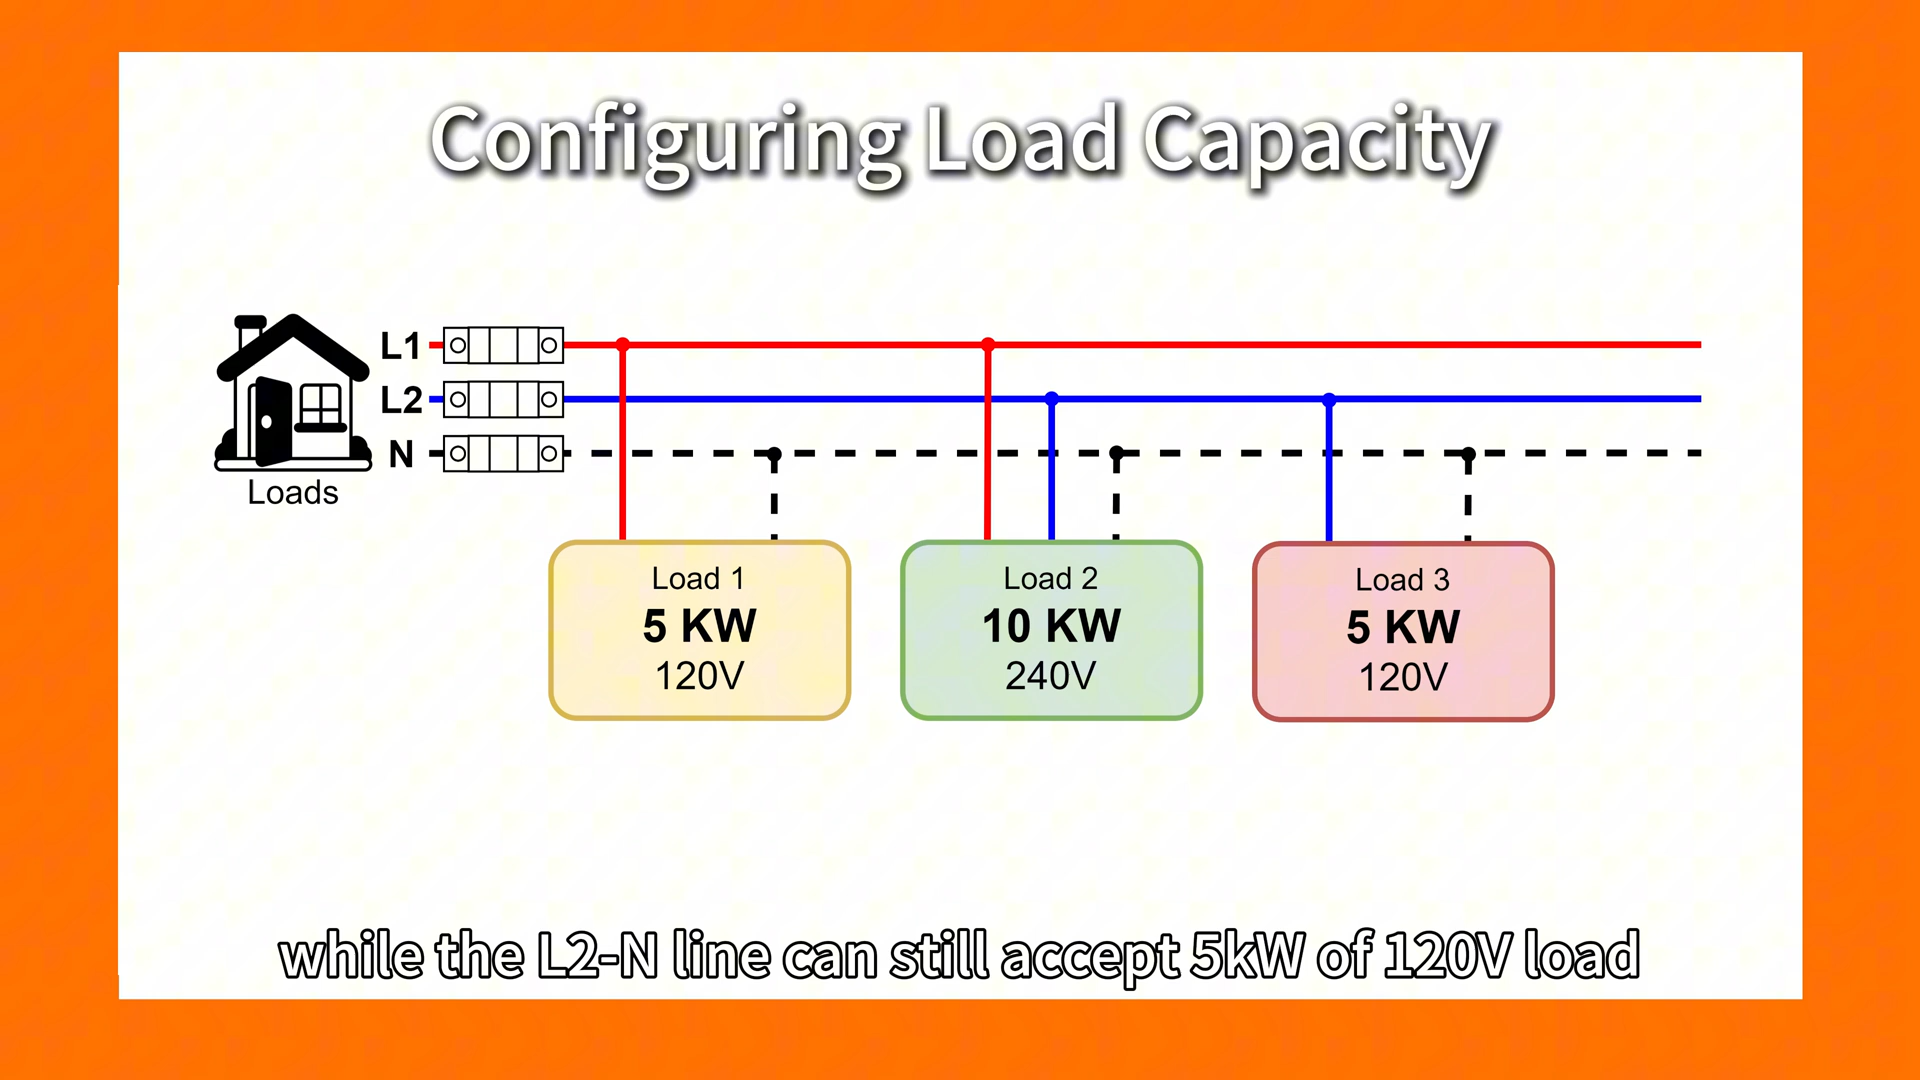 Configuring Load Capacity
L1
L2
N
Loads
Load 1
5 KW
120V
Load 2
10 KW
240V
Load 3
5 KW
120V
while the L2-N line can still accept 5kW of 120V load